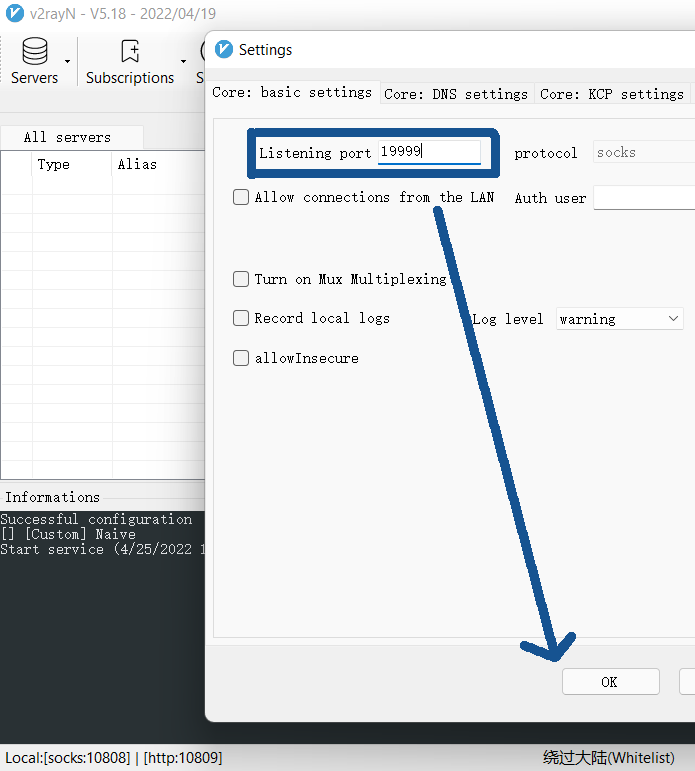 v2rayN - V5.18 - 2022/04/19
Servers
Subscriptions
Settings
Core: basic settings
Core: DNS settings
Core: KCP settings
All servers
Type
Alias
Listening port
19999
protocol
socks
Allow connections from the LAN
Auth user
Turn on Mux Multiplexing
Record local logs
Log level
warning
allowInsecure
Informations
Successful configuration
[] [Custom] Naive
Start service (4/25/2022 1
OK
Local:[socks:10808] | [http:10809]
绕过大陆(Whitelist)